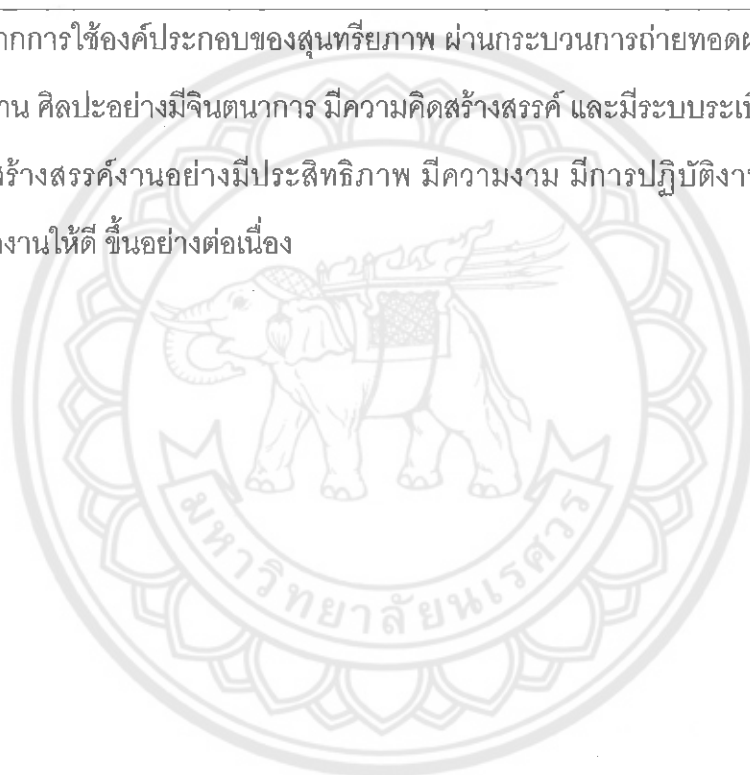 ากการใช้องค์ประกอบของสุนทรียภาพ ผ่านกระบวนการถ่ายทอด
าน ศิลปะอย่างมีจินตนาการ มีความคิดสร้างสรรค์ และมีระบบระเบี
สร้างสรรค์งานอย่างมีประสิทธิภาพ มีความงาม มีการปฏิบัติงาน
งานให้ดี ขึ้นอย่างต่อเนื่อง
มหาวิทยาลัยนเรศวร